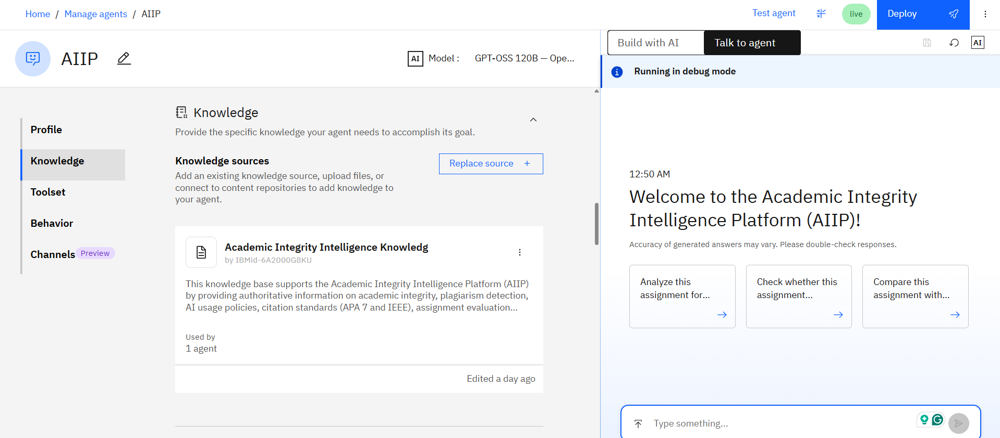 Home / Manage agents / AIIP
Test agent
live
Deploy
AIIP
AI Model : GPT-OSS 120B — Ope...
Build with AI
Talk to agent
AI
Running in debug mode
Profile
Knowledge
Toolset
Behavior
Channels Preview
Knowledge
Provide the specific knowledge your agent needs to accomplish its goal.
Knowledge sources
Add an existing knowledge source, upload files, or
connect to content repositories to add knowledge to
your agent.
Replace source +
Academic Integrity Intelligence Knowledg
by IBMid-6A2000G8KU
This knowledge base supports the Academic Integrity Intelligence Platform (AIIP)
by providing authoritative information on academic integrity, plagiarism detection,
AI usage policies, citation standards (APA 7 and IEEE), assignment evaluation...
Used by
1 agent
Edited a day ago
12:50 AM
Welcome to the Academic Integrity
Intelligence Platform (AIIP)!
Accuracy of generated answers may vary. Please double-check responses.
Analyze this
assignment for...
Check whether this
assignment...
Compare this
assignment with...
Type something...